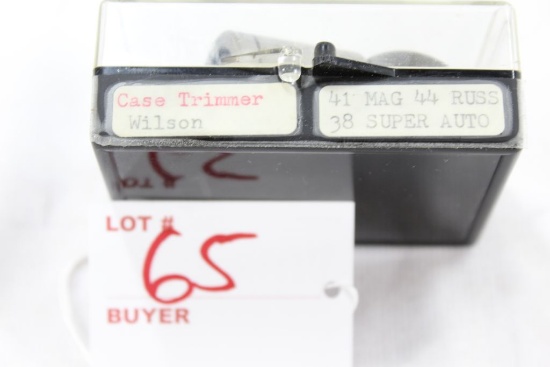 Case Trimmer
Wilson
41 MAG 44 RUSS
38 SUPER AUTO
LOT #
65
BUYER